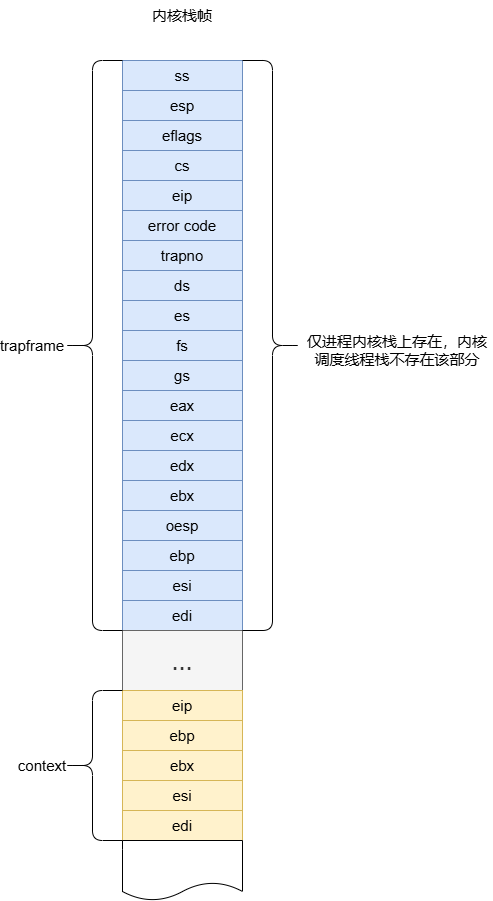 内核栈帧
ss
esp
eflags
cs
eip
error code
trapno
ds
es
fs
gs
eax
ecx
edx
ebx
oesp
ebp
esi
edi
trapframe
仅进程内核栈上存在，内核
调度线程栈不存在该部分
...
eip
ebp
ebx
esi
edi
context